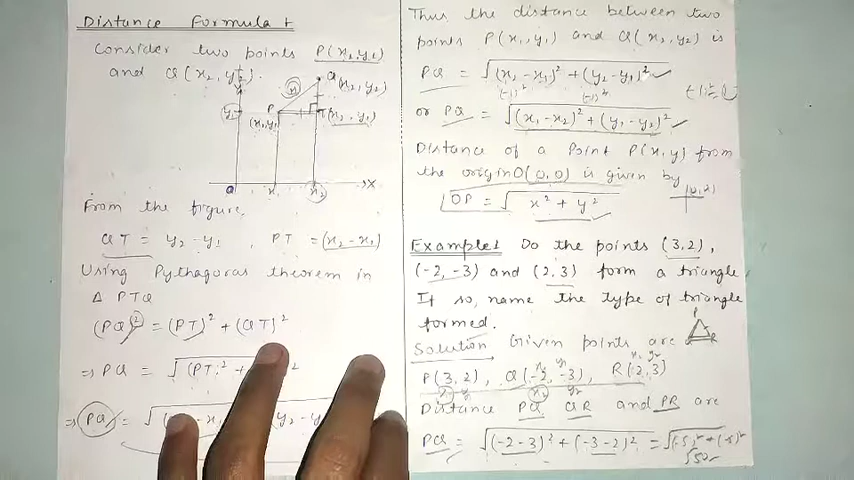 Distance Formula :
Consider two points P(x₁,y₁)
and Q(x₂,y₂).
Q(x₂,y₂)
x
y₁
P
(x₁,y₁)
T(x₂,y₁)
O
x₁
x₂
X
From the figure,
QT = y₂-y₁ , PT = (x₂-x₁)
Using Pythagoras theorem in
Δ PTQ
(PQ)² = (PT)² + (QT)²
⇒ PQ = √(PT)² +
⇒ PQ = √
Thus the distance between two
points P(x₁,y₁) and Q(x₂,y₂) is
PQ = √(x₂-x₁)²+(y₂-y₁)²
or PQ = √(x₁-x₂)²+(y₁-y₂)²
Distance of a Point P(x,y) from
the origin O(0,0) is given by
OP = √x²+y²
Example: Do the points (3,2),
(-2,-3) and (2,3) form a triangle
If so, name the type of triangle
formed.
Solution Given points are
P(3,2), Q(-2,-3), R(2,3)
Distance PQ QR and PR are
PQ = √(-2-3)²+(-3-2)² = √(-5)²+(-5)²
√50